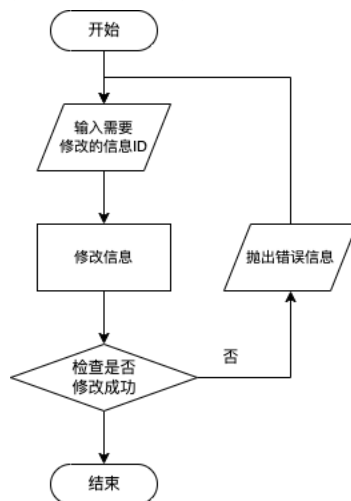 开始
输入需要
修改的信息ID
修改信息
抛出错误信息
检查是否
修改成功
否
结束